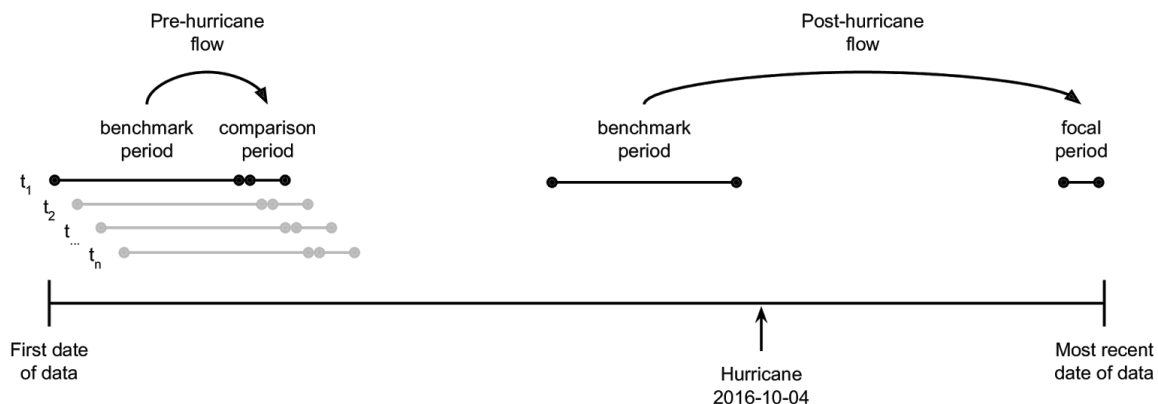 Pre-hurricane
flow
Post-hurricane
flow
benchmark
period
comparison
period
benchmark
period
focal
period
t1
t2
t...
tn
First date
of data
Hurricane
2016-10-04
Most recent
date of data